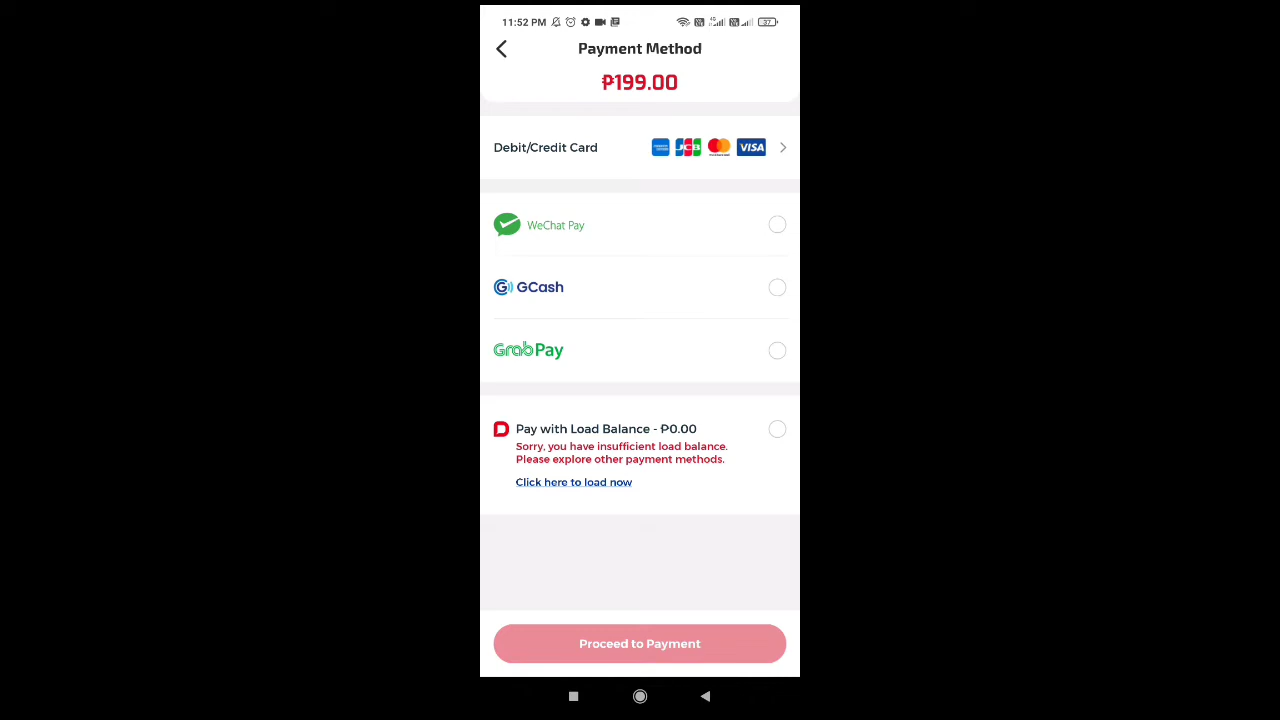 11:52 PM 37
Payment Method
₱199.00
Debit/Credit Card JCB VISA
WeChat Pay
G GCash
GrabPay
Pay with Load Balance - ₱0.00
Sorry, you have insufficient load balance.
Please explore other payment methods.
Click here to load now
Proceed to Payment